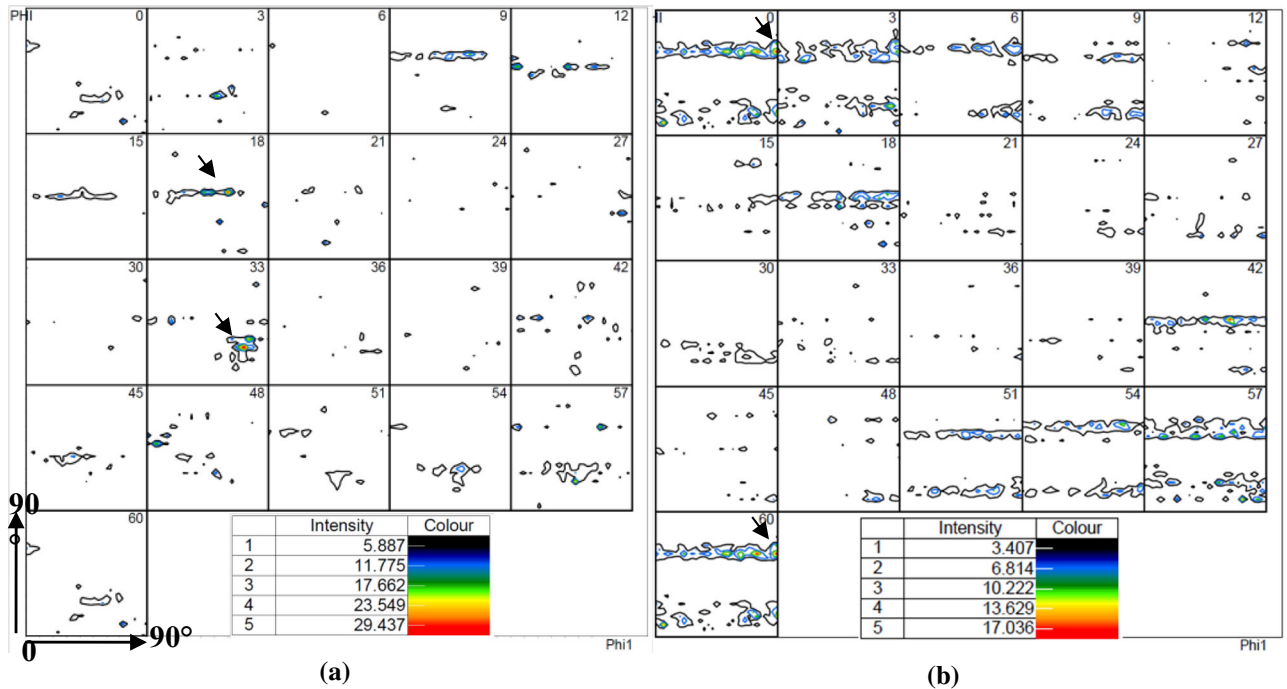 PHI 0 3 6 9 12
15 18 21 24 27
30 33 36 39 42
45 48 51 54 57
60
Intensity Colour
1 5.887
2 11.775
3 17.662
4 23.549
5 29.437
90
°
0
90°
Phi1
(a)
0 3 6 9 12
15 18 21 24 27
30 33 36 39 42
45 48 51 54 57
60
Intensity Colour
1 3.407
2 6.814
3 10.222
4 13.629
5 17.036
Phi1
(b)